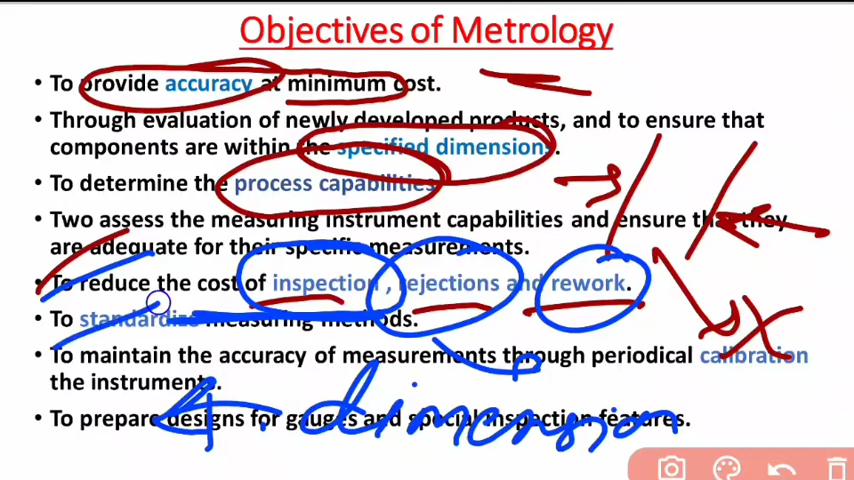 Objectives of Metrology
• To provide accuracy at minimum cost.
• Through evaluation of newly developed products, and to ensure that
components are within the specified dimensions.
• To determine the process capabilities.
• Two assess the measuring instrument capabilities and ensure that they
are adequate for their specific measurements.
• To reduce the cost of inspection , rejections and rework.
• To standardize measuring methods.
• To maintain the accuracy of measurements through periodical calibration
the instruments.
• To prepare designs for gauges and special inspection features.
dimension